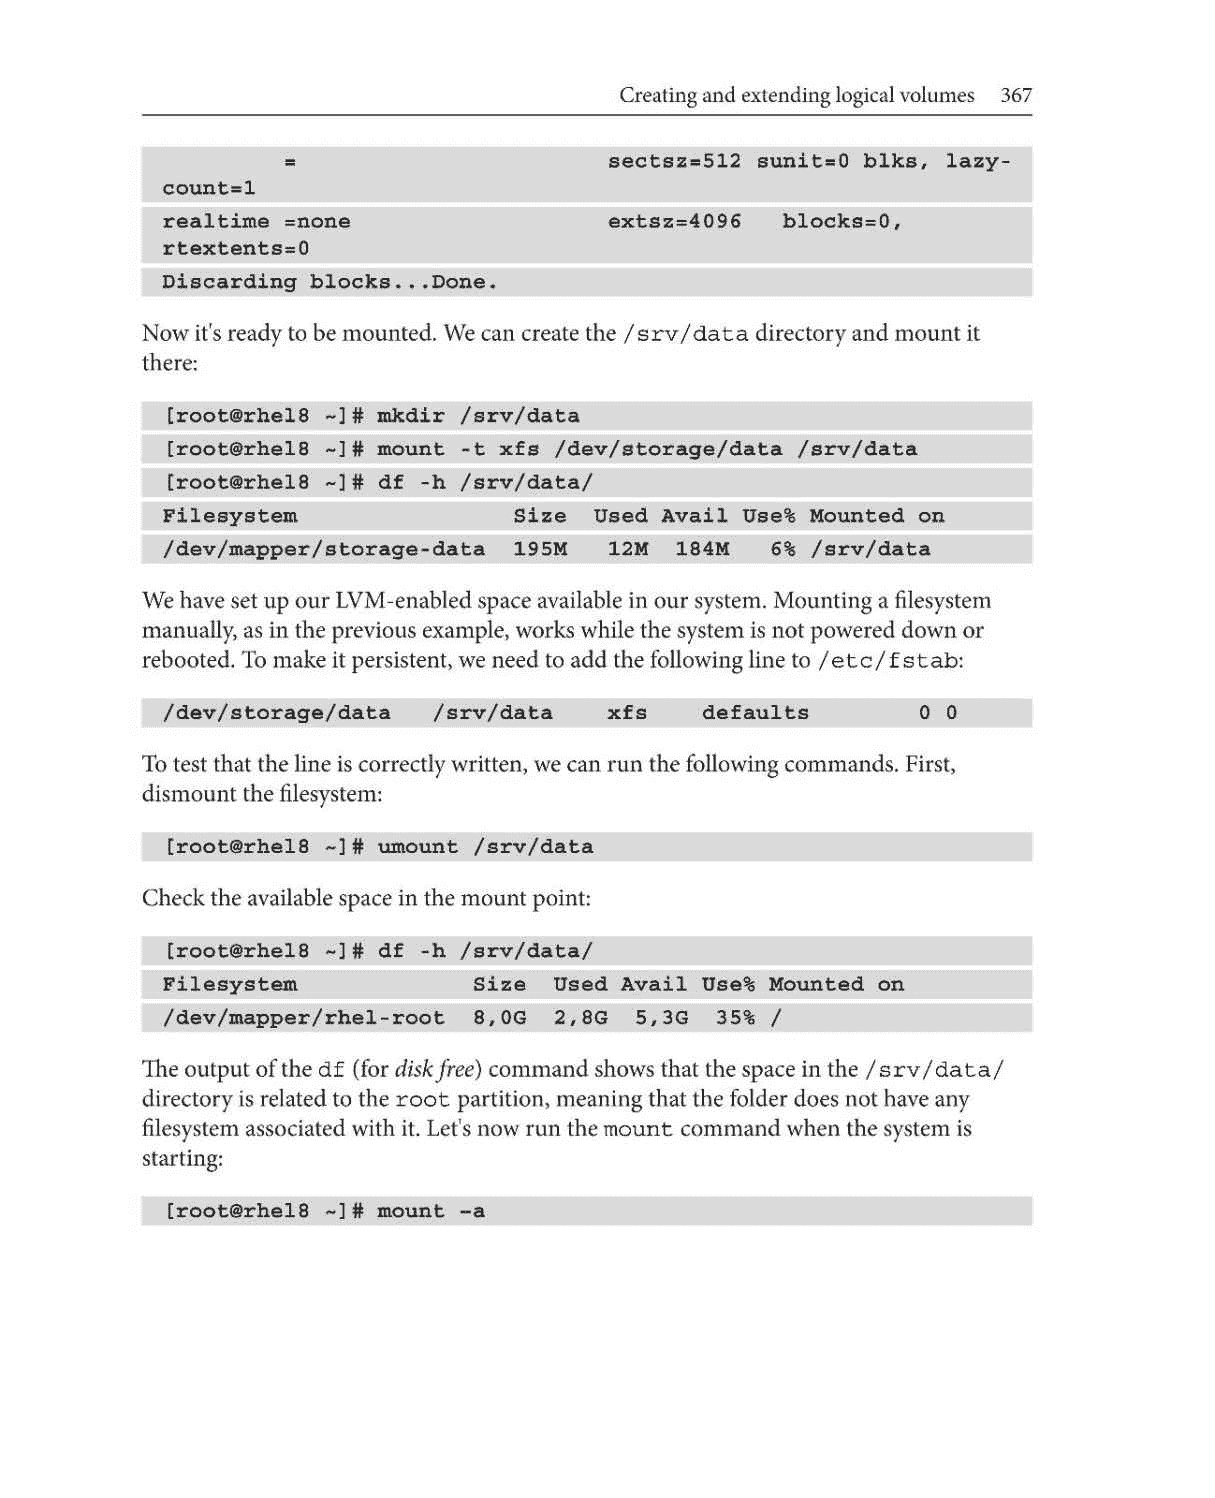 Creating and extending logical volumes 367
= sectsz=512 sunit=0 blks, lazy-
count=1
realtime =none extsz=4096 blocks=0,
rtextents=0
Discarding blocks...Done.
Now it's ready to be mounted. We can create the /srv/data directory and mount it
there:
[root@rhel8 ~]# mkdir /srv/data
[root@rhel8 ~]# mount -t xfs /dev/storage/data /srv/data
[root@rhel8 ~]# df -h /srv/data/
Filesystem Size Used Avail Use% Mounted on
/dev/mapper/storage-data 195M 12M 184M 6% /srv/data
We have set up our LVM-enabled space available in our system. Mounting a filesystem
manually, as in the previous example, works while the system is not powered down or
rebooted. To make it persistent, we need to add the following line to /etc/fstab:
/dev/storage/data /srv/data xfs defaults 0 0
To test that the line is correctly written, we can run the following commands. First,
dismount the filesystem:
[root@rhel8 ~]# umount /srv/data
Check the available space in the mount point:
[root@rhel8 ~]# df -h /srv/data/
Filesystem Size Used Avail Use% Mounted on
/dev/mapper/rhel-root 8,0G 2,8G 5,3G 35% /
The output of the df (for disk free) command shows that the space in the /srv/data/
directory is related to the root partition, meaning that the folder does not have any
filesystem associated with it. Let's now run the mount command when the system is
starting:
[root@rhel8 ~]# mount –a